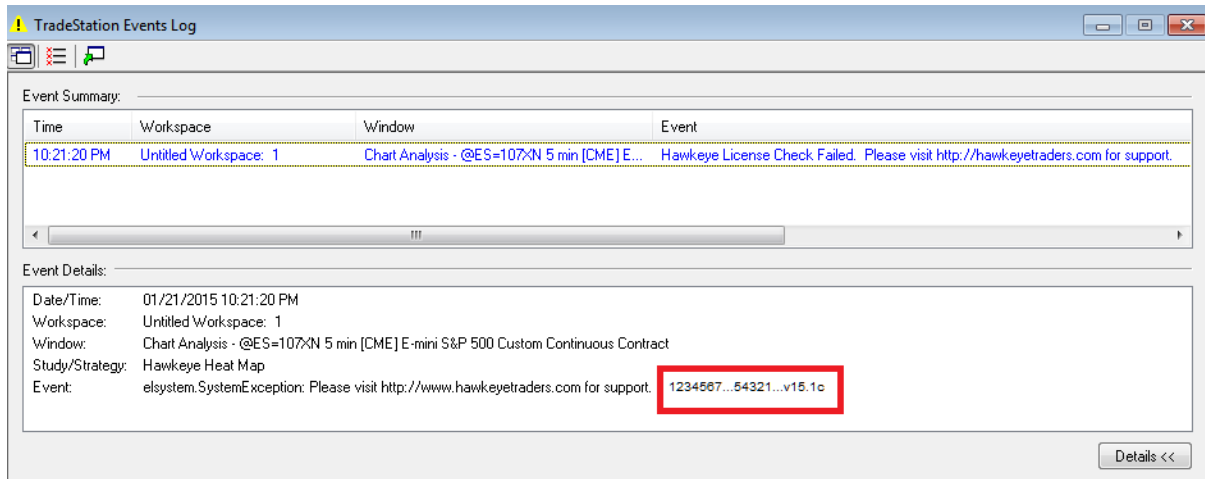 TradeStation Events Log
Event Summary:
Time Workspace Window Event
10:21:20 PM Untitled Workspace: 1 Chart Analysis - @ES=107XN 5 min [CME] E... Hawkeye License Check Failed. Please visit http://hawkeyetraders.com for support.
Event Details:
Date/Time: 01/21/2015 10:21:20 PM
Workspace: Untitled Workspace: 1
Window: Chart Analysis - @ES=107XN 5 min [CME] E-mini S&P 500 Custom Continuous Contract
Study/Strategy: Hawkeye Heat Map
Event: elsystem.SystemException: Please visit http://www.hawkeyetraders.com for support. 1234567...54321...v15.1c
Details <<